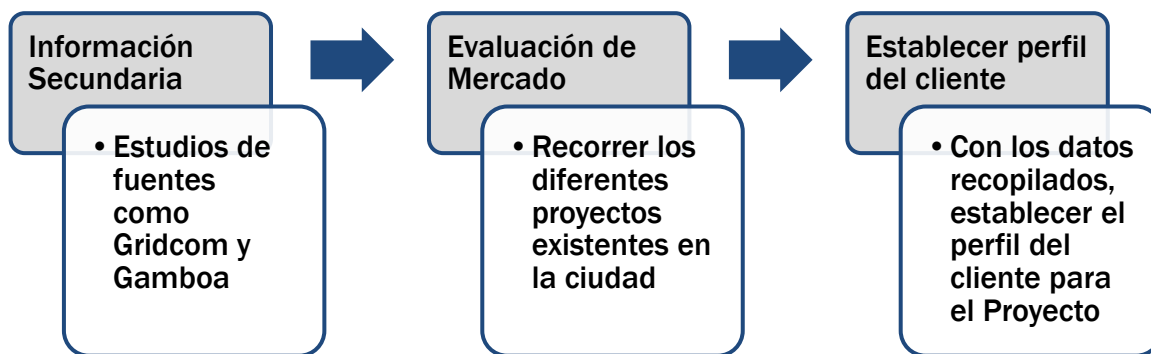 Información
Secundaria
• Estudios de
fuentes
como
Gridcom y
Gamboa
Evaluación de
Mercado
• Recorrer los
diferentes
proyectos
existentes en
la ciudad
Establecer perfil
del cliente
• Con los datos
recopilados,
establecer el
perfil del
cliente para
el Proyecto